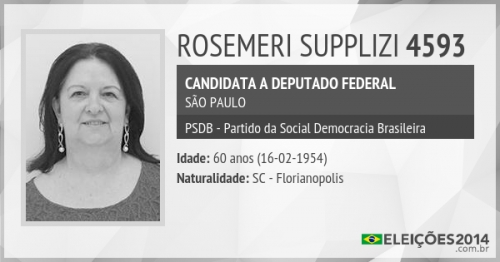 ROSEMERI SUPPLIZI 4593
CANDIDATA A DEPUTADO FEDERAL
SÃO PAULO
PSDB - Partido da Social Democracia Brasileira
Idade: 60 anos (16-02-1954)
Naturalidade: SC - Florianopolis
ELEIÇÕES2014
.com.br